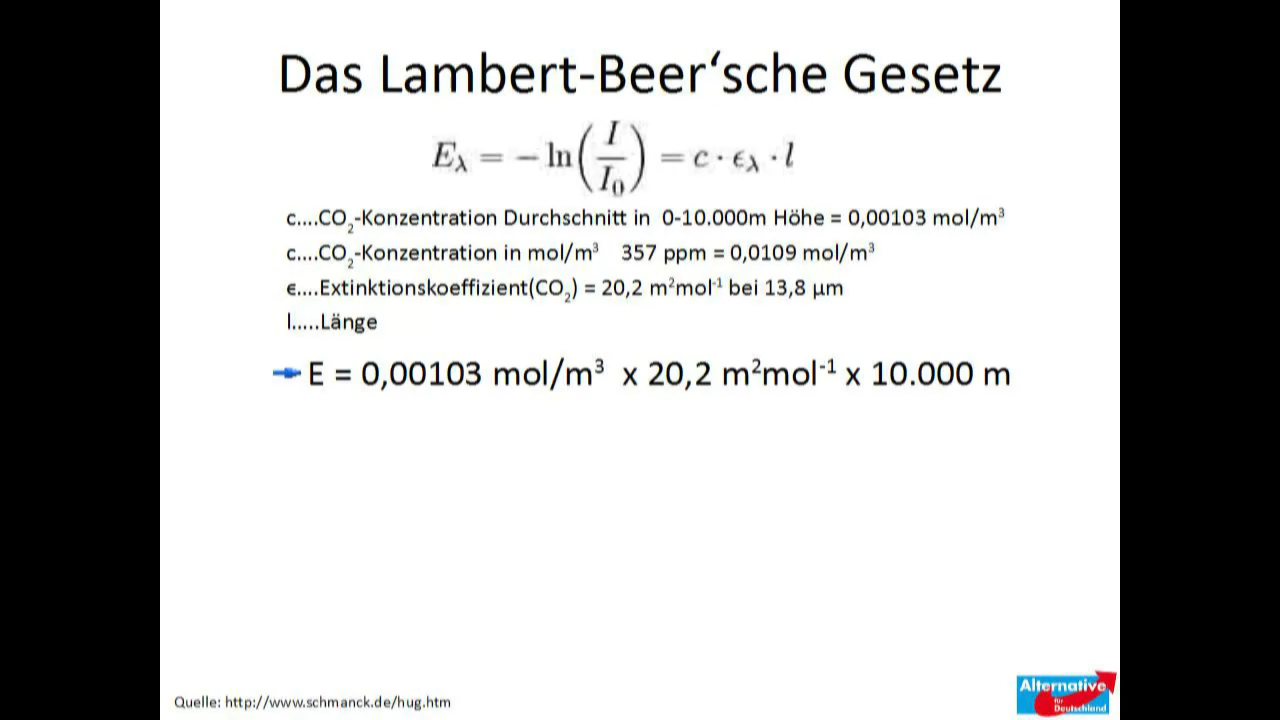 Das Lambert-Beer‘sche Gesetz
E_λ = − ln(I/I₀) = c · ϵ_λ · l
c....CO₂-Konzentration Durchschnitt in 0-10.000m Höhe = 0,00103 mol/m³
c....CO₂-Konzentration in mol/m³ 357 ppm = 0,0109 mol/m³
ϵ....Extinktionskoeffizient(CO₂) = 20,2 m²mol⁻¹ bei 13,8 µm
l.....Länge
E = 0,00103 mol/m³ x 20,2 m²mol⁻¹ x 10.000 m
Quelle: http://www.schmanck.de/hug.htm
Alternative
für
Deutschland